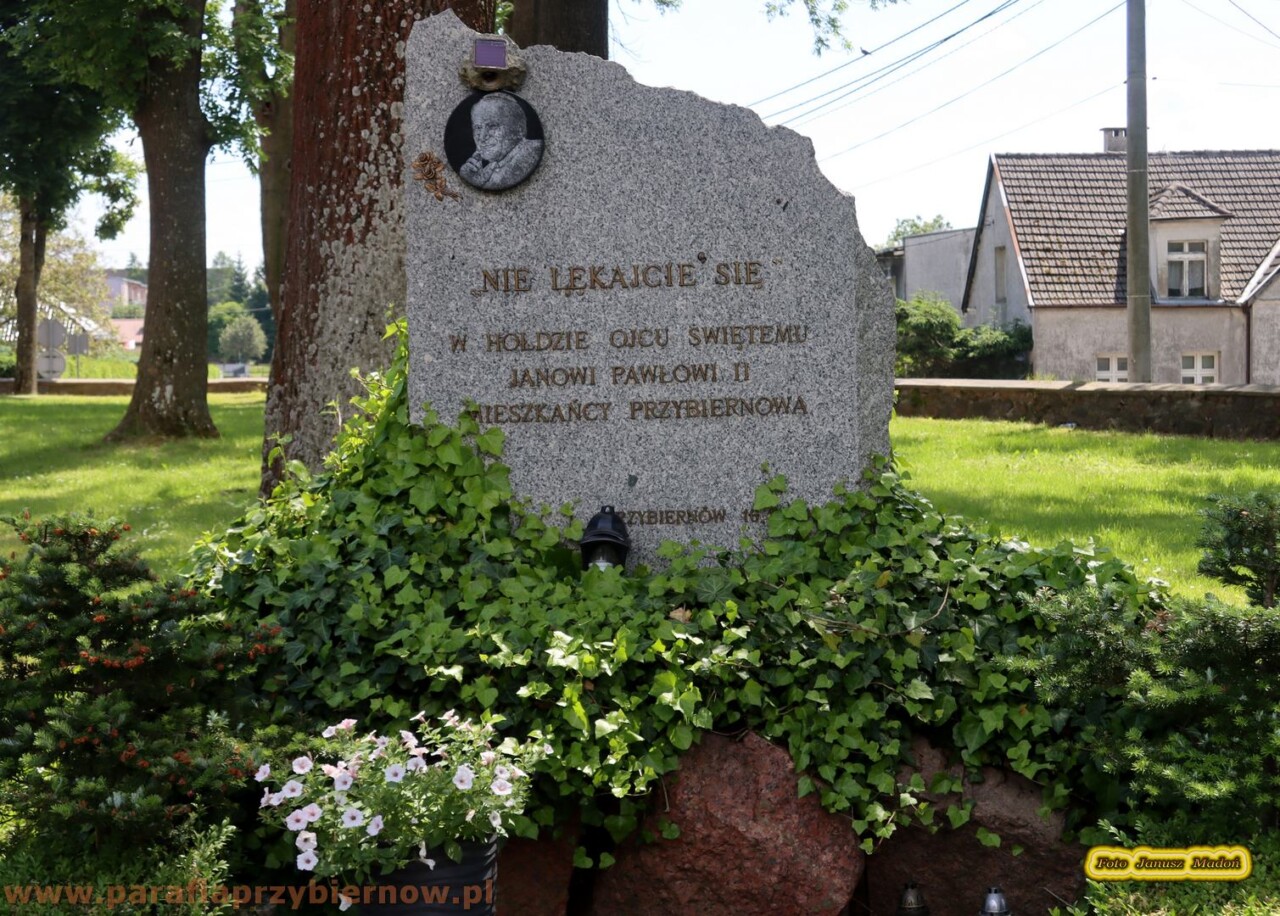 „NIE LĘKAJCIE SIĘ"
W HOŁDZIE OJCU ŚWIĘTEMU
JANOWI PAWŁOWI II
MIESZKAŃCY PRZYBIERNOWA
PRZYBIERNÓW
Foto Janusz Madoń
www.parafiaprzybiernow.pl